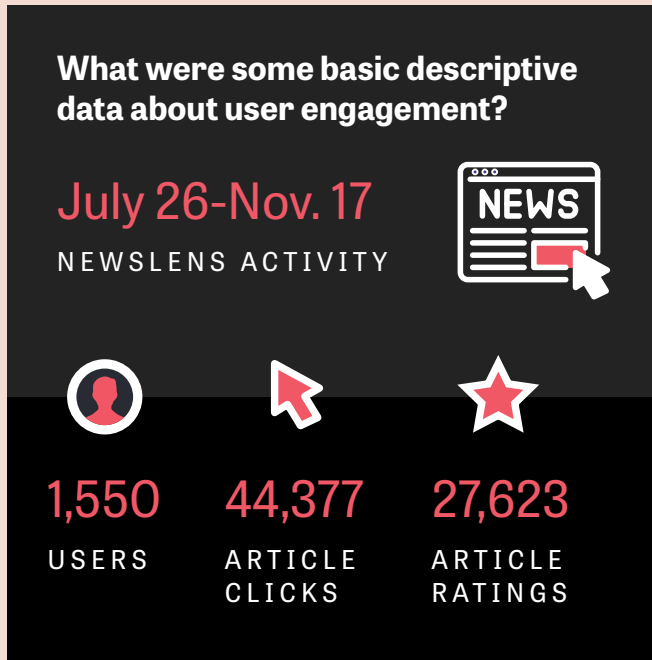 What were some basic descriptive
data about user engagement?
July 26-Nov. 17
NEWSLENS ACTIVITY
NEWS
1,550
USERS
44,377
ARTICLE
CLICKS
27,623
ARTICLE
RATINGS